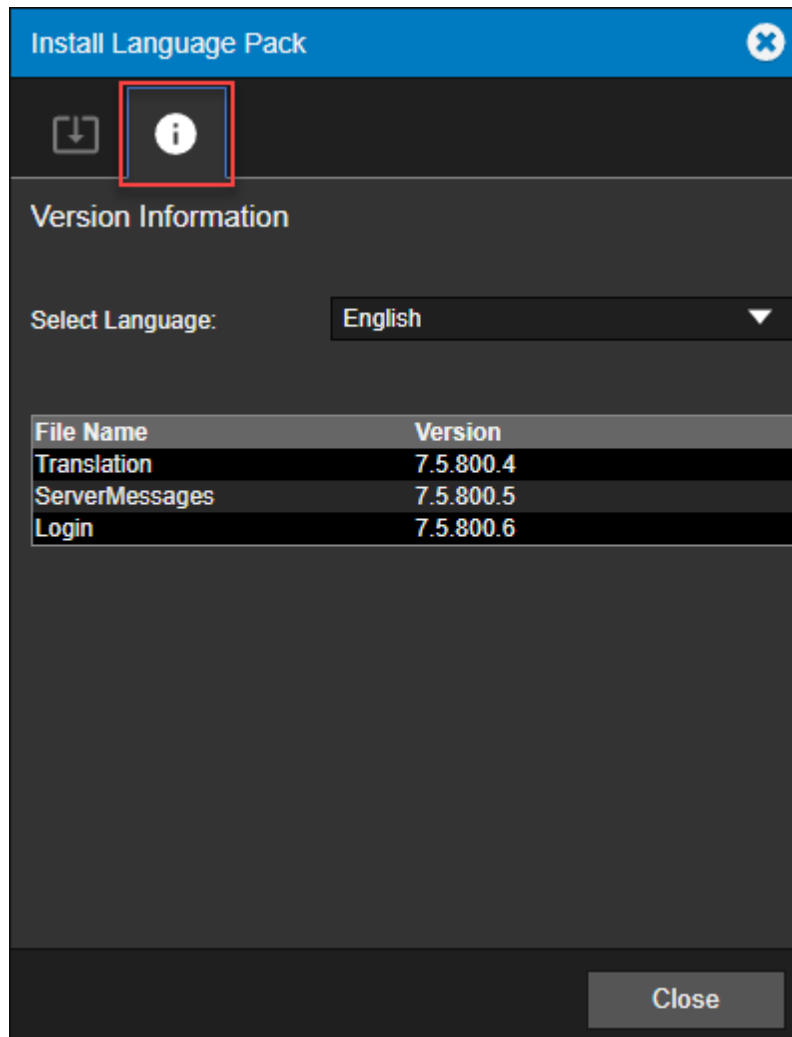 Install Language Pack
Version Information
Select Language: English
File Name Version
Translation 7.5.800.4
ServerMessages 7.5.800.5
Login 7.5.800.6
Close